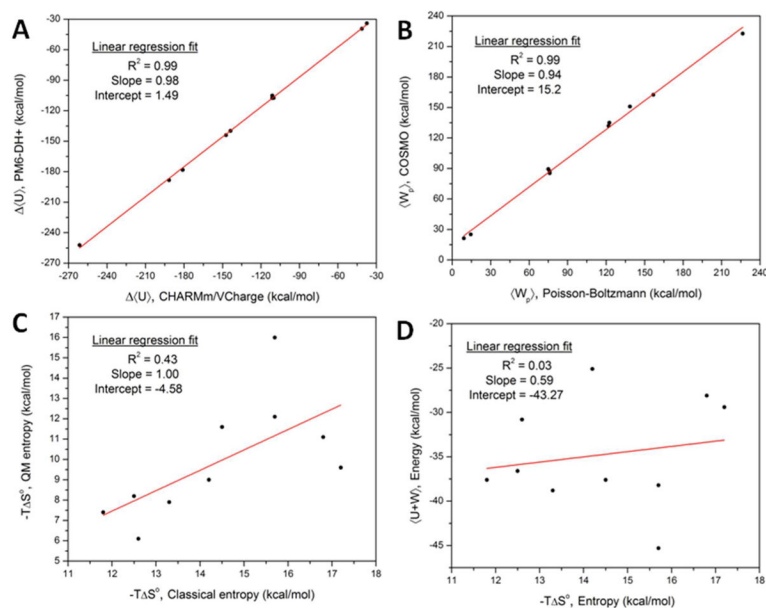 A
Linear regression fit
R² = 0.99
Slope = 0.98
Intercept = 1.49
Δ⟨U⟩, PM6-DH+ (kcal/mol)
-30
-60
-90
-120
-150
-180
-210
-240
-270
-270 -240 -210 -180 -150 -120 -90 -60 -30
Δ⟨U⟩, CHARMm/VCharge (kcal/mol)
B
Linear regression fit
R² = 0.99
Slope = 0.94
Intercept = 15.2
⟨Wₚ⟩, COSMO (kcal/mol)
240
210
180
150
120
90
60
30
0
0 30 60 90 120 150 180 210 240
⟨Wₚ⟩, Poisson-Boltzmann (kcal/mol)
C
Linear regression fit
R² = 0.43
Slope = 1.00
Intercept = -4.58
-TΔS°, QM entropy (kcal/mol)
16
15
14
13
12
11
10
9
8
7
6
5
11 12 13 14 15 16 17 18
-TΔS°, Classical entropy (kcal/mol)
D
Linear regression fit
R² = 0.03
Slope = 0.59
Intercept = -43.27
⟨U+W⟩, Energy (kcal/mol)
-20
-25
-30
-35
-40
-45
11 12 13 14 15 16 17 18
-TΔS°, Entropy (kcal/mol)